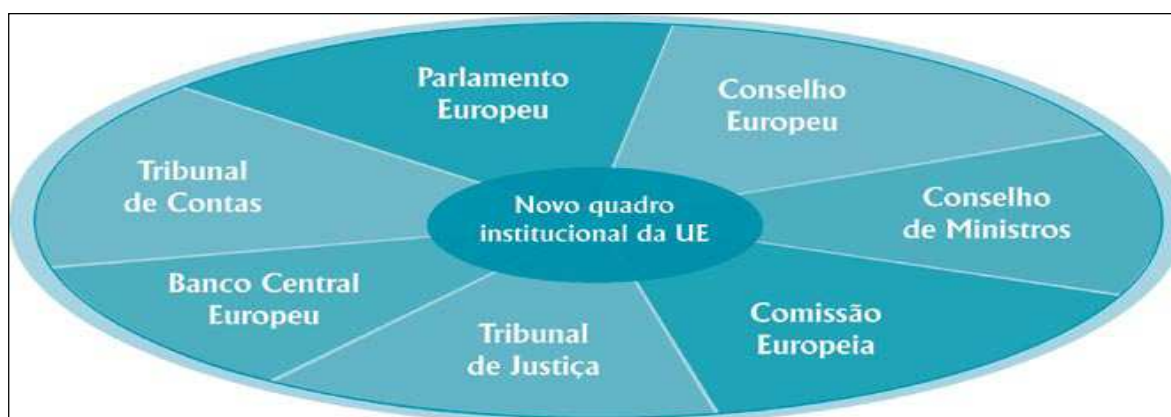 Parlamento
Europeu
Conselho
Europeu
Conselho
de Ministros
Comissão
Europeia
Tribunal
de Justiça
Banco Central
Europeu
Tribunal
de Contas
Novo quadro
institucional da UE